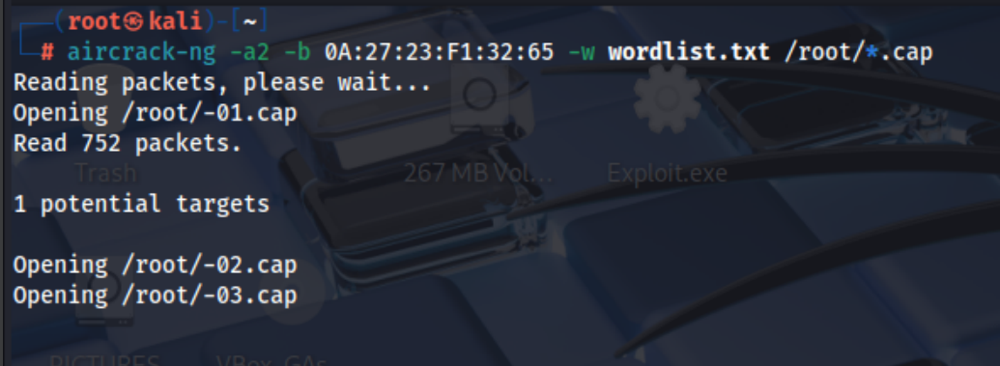 (root㉿kali)-[~]
# aircrack-ng -a2 -b 0A:27:23:F1:32:65 -w wordlist.txt /root/*.cap
Reading packets, please wait...
Opening /root/-01.cap
Read 752 packets.
Trash 267 MB Vol... Exploit.exe
1 potential targets
Opening /root/-02.cap
Opening /root/-03.cap
PICTURES VBox_GAs